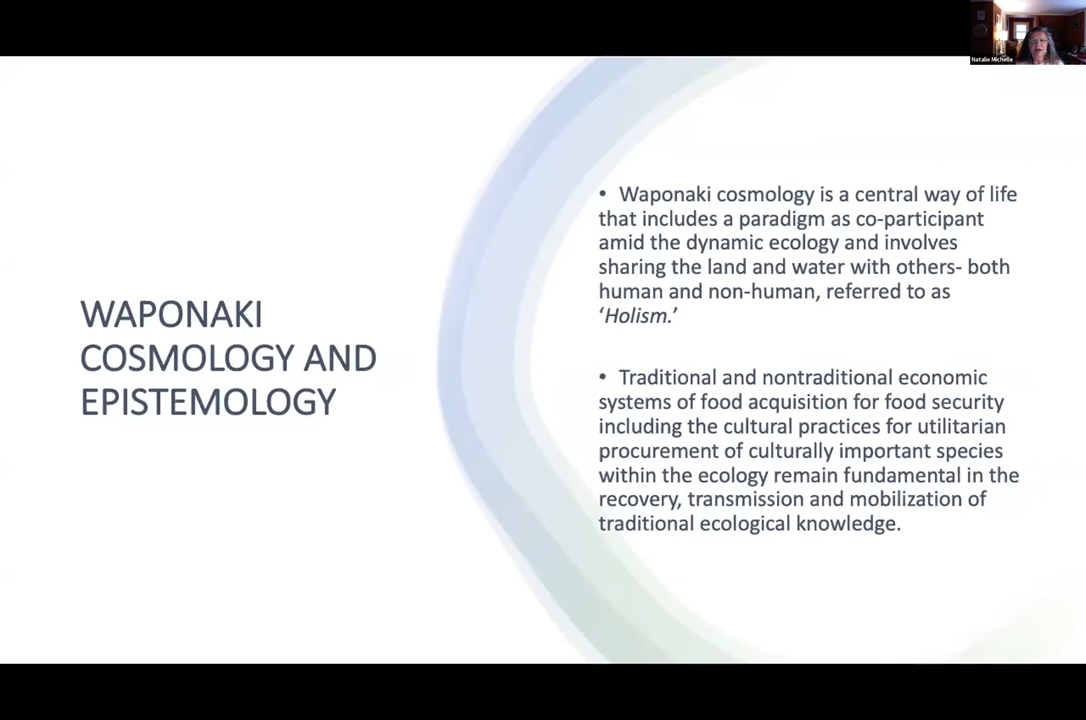 Natalie Michelle
WAPONAKI
COSMOLOGY AND
EPISTEMOLOGY
• Waponaki cosmology is a central way of life
that includes a paradigm as co-participant
amid the dynamic ecology and involves
sharing the land and water with others- both
human and non-human, referred to as
‘Holism.’
• Traditional and nontraditional economic
systems of food acquisition for food security
including the cultural practices for utilitarian
procurement of culturally important species
within the ecology remain fundamental in the
recovery, transmission and mobilization of
traditional ecological knowledge.